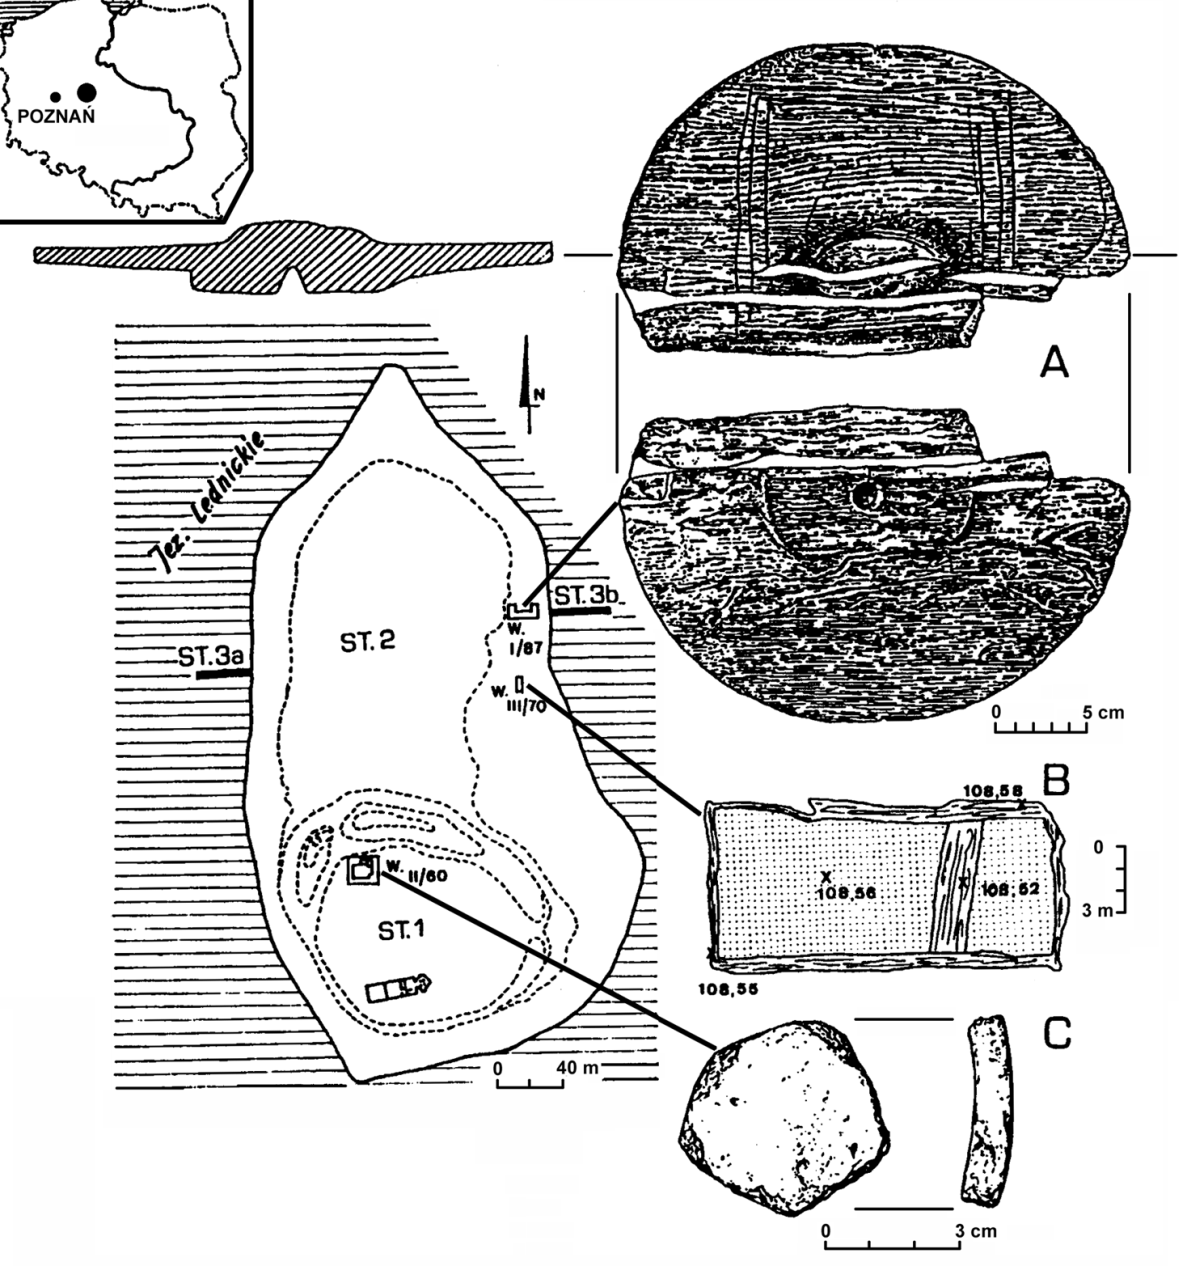 POZNAŃ
A
N
Jez. Lednickie
ST.3b
W.
I/87
ST.2
ST.3a
W.
III/70
0 5 cm
B
108,58
0
W. II/60
108,56
108,52
3 m
ST.1
108,55
C
0 40 m
0 3 cm